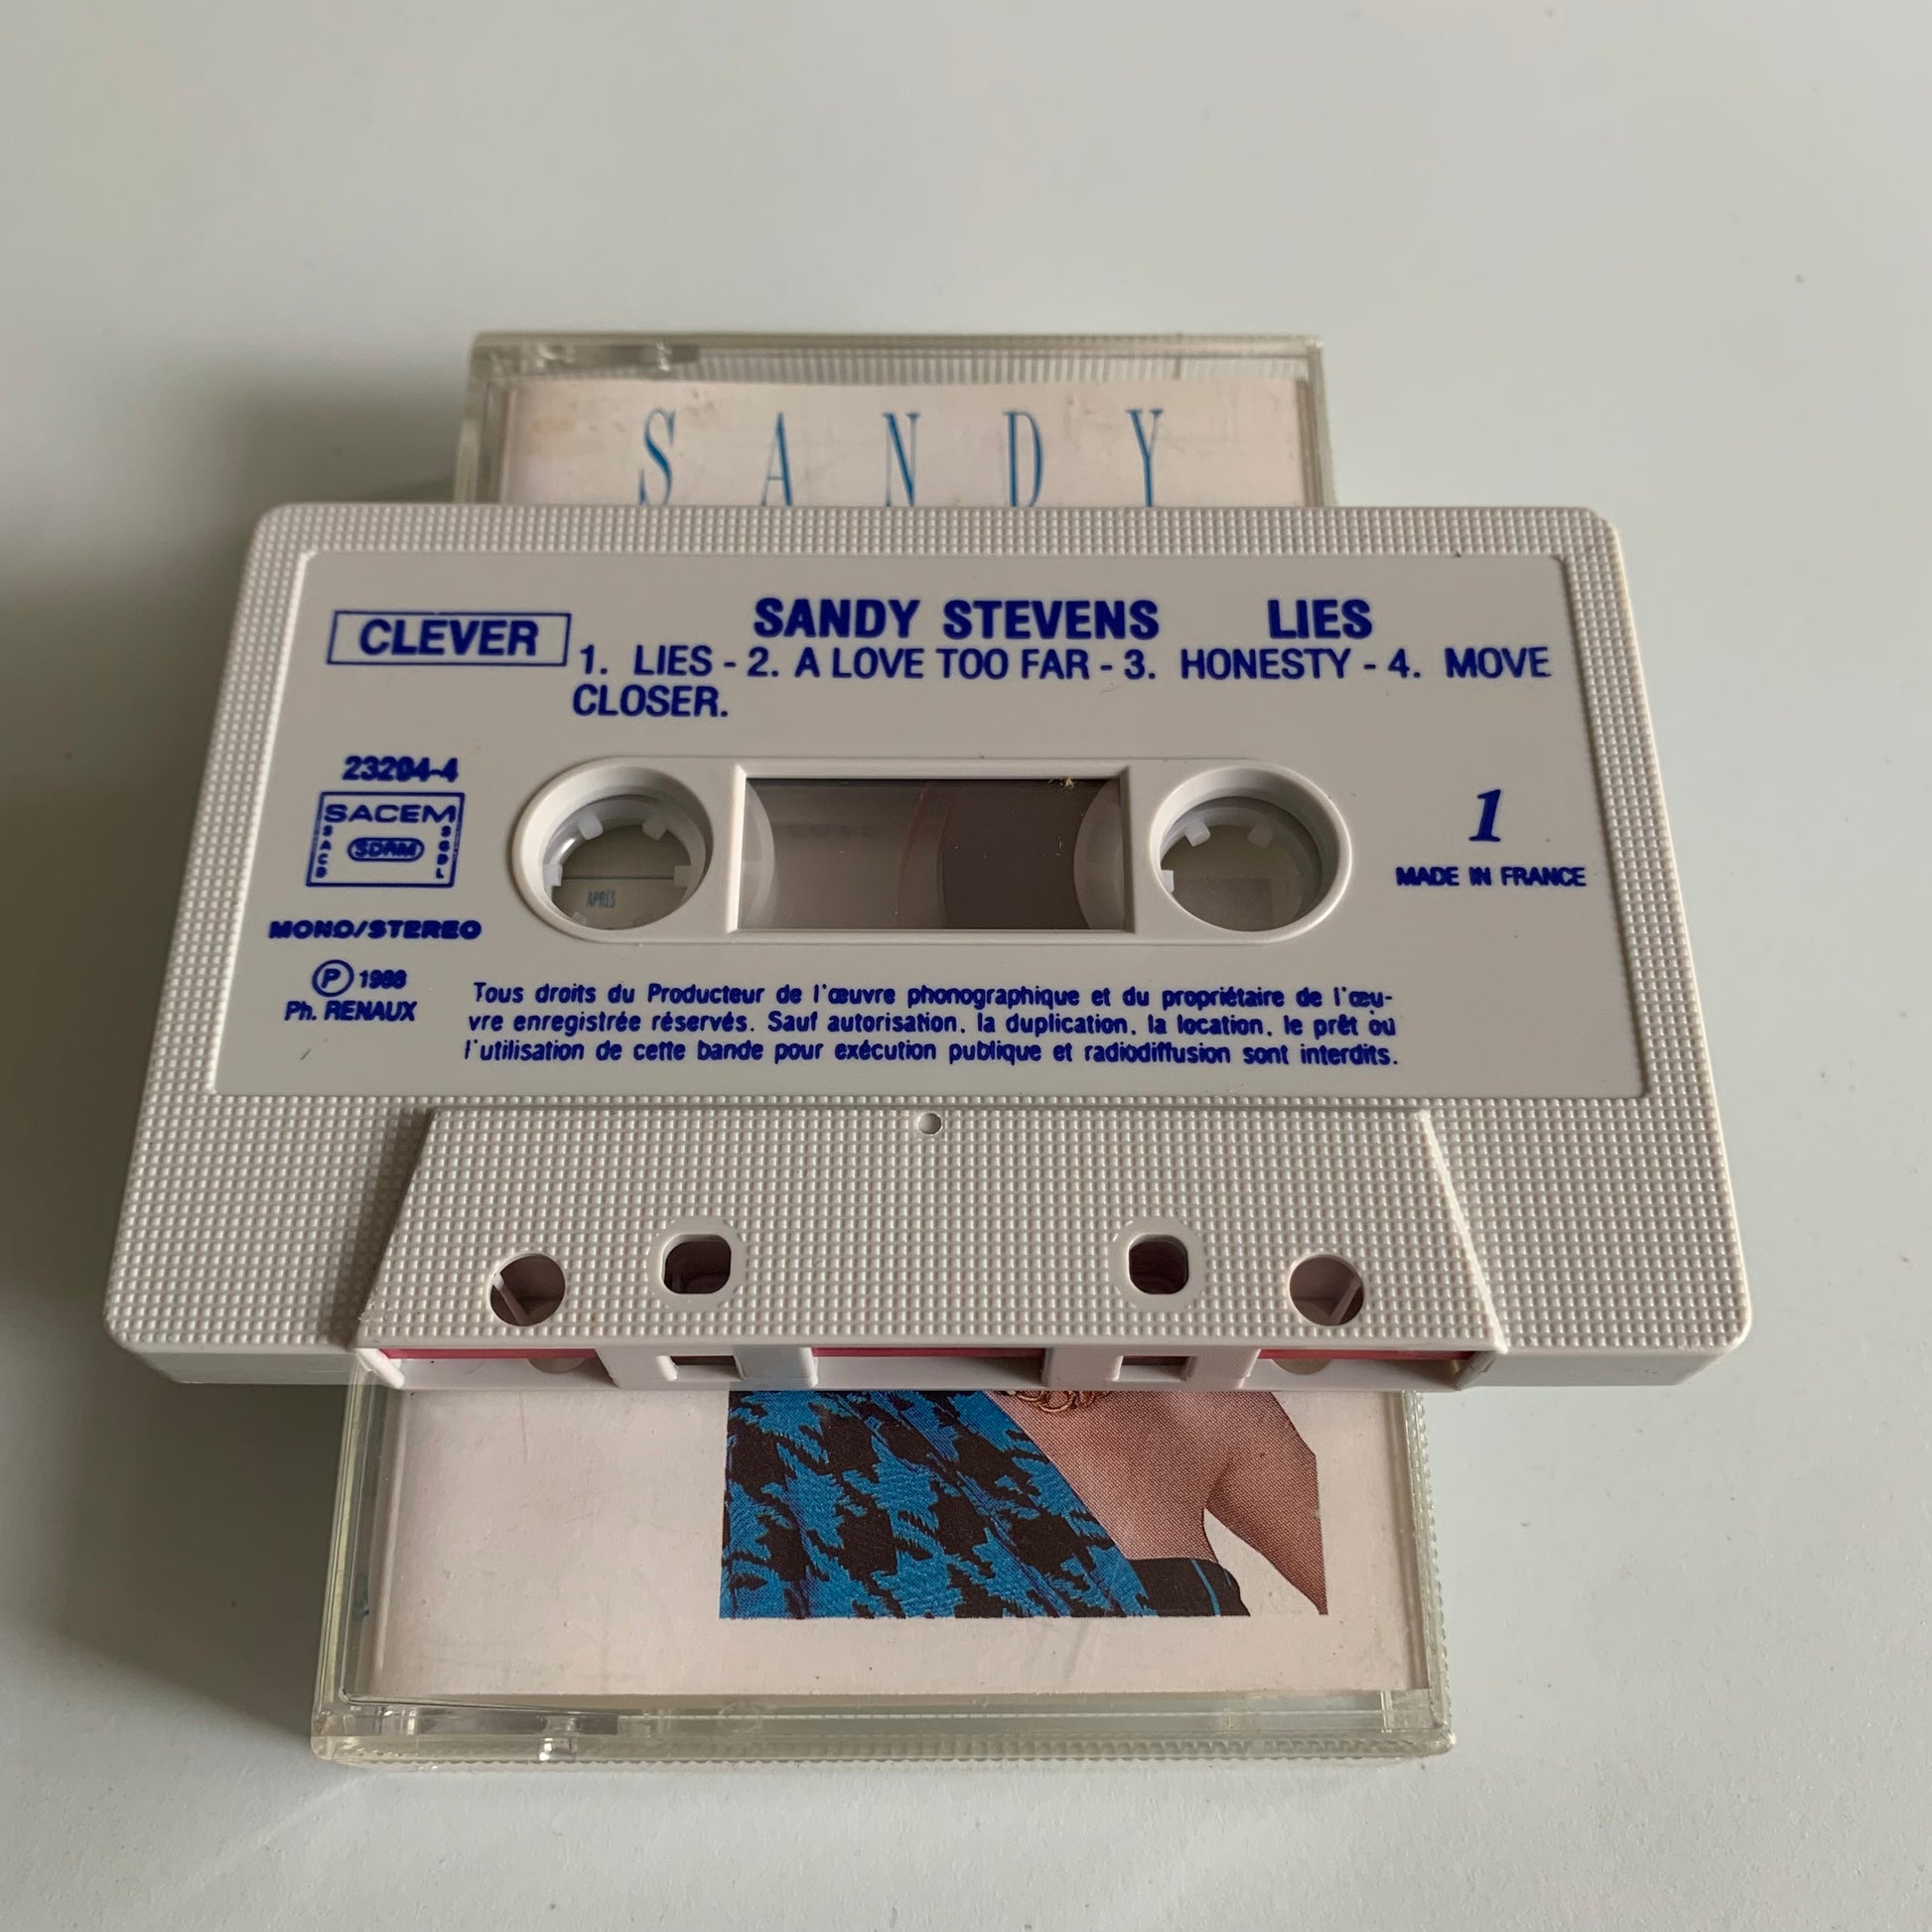 SANDY
CLEVER
SANDY STEVENS LIES
1. LIES - 2. A LOVE TOO FAR - 3. HONESTY - 4. MOVE
CLOSER.
23204-4
SACEM
SACD
SDRM
SGDL
1
APRÈS
MADE IN FRANCE
MONO/STEREO
Ⓟ 1988
Ph. RENAUX
Tous droits du Producteur de l'œuvre phonographique et du propriétaire de l'œu-
vre enregistrée réservés. Sauf autorisation, la duplication, la location, le prêt ou
l'utilisation de cette bande pour exécution publique et radiodiffusion sont interdits.